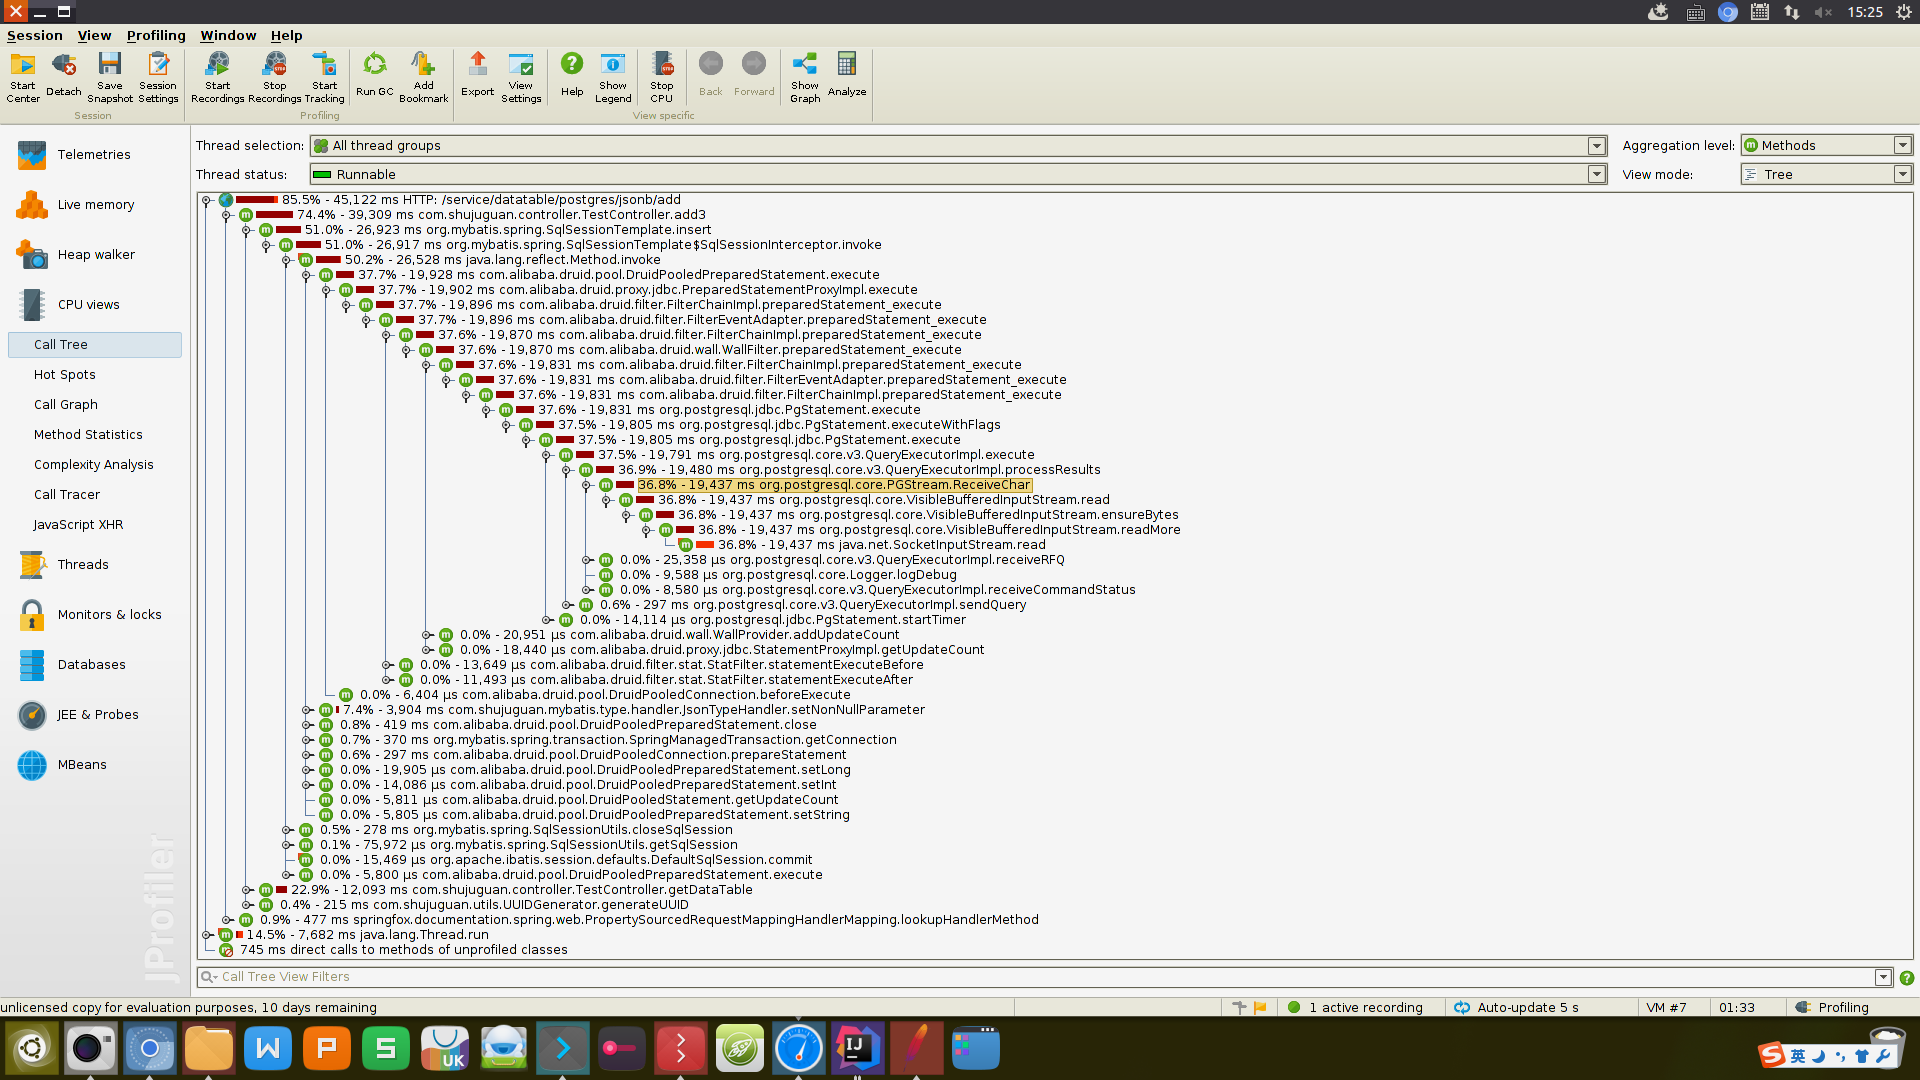 15:25
Session View Profiling Window Help
Start Center
Detach
Save Snapshot
Session Settings
Start Recordings
Stop Recordings
Start Tracking
Run GC
Add Bookmark
Export
View Settings
Help
Show Legend
Stop CPU
Back
Forward
Show Graph
Analyze
Session
Profiling
View specific
Telemetries
Live memory
Heap walker
CPU views
Call Tree
Hot Spots
Call Graph
Method Statistics
Complexity Analysis
Call Tracer
JavaScript XHR
Threads
Monitors & locks
Databases
JEE & Probes
MBeans
JProfiler
Thread selection: All thread groups
Aggregation level: Methods
Thread status: Runnable
View mode: Tree
85.5% - 45,122 ms HTTP: /service/datatable/postgres/jsonb/add
74.4% - 39,309 ms com.shujuguan.controller.TestController.add3
51.0% - 26,923 ms org.mybatis.spring.SqlSessionTemplate.insert
51.0% - 26,917 ms org.mybatis.spring.SqlSessionTemplate$SqlSessionInterceptor.invoke
50.2% - 26,528 ms java.lang.reflect.Method.invoke
37.7% - 19,928 ms com.alibaba.druid.pool.DruidPooledPreparedStatement.execute
37.7% - 19,902 ms com.alibaba.druid.proxy.jdbc.PreparedStatementProxyImpl.execute
37.7% - 19,896 ms com.alibaba.druid.filter.FilterChainImpl.preparedStatement_execute
37.7% - 19,896 ms com.alibaba.druid.filter.FilterEventAdapter.preparedStatement_execute
37.6% - 19,870 ms com.alibaba.druid.filter.FilterChainImpl.preparedStatement_execute
37.6% - 19,870 ms com.alibaba.druid.wall.WallFilter.preparedStatement_execute
37.6% - 19,831 ms com.alibaba.druid.filter.FilterChainImpl.preparedStatement_execute
37.6% - 19,831 ms com.alibaba.druid.filter.FilterEventAdapter.preparedStatement_execute
37.6% - 19,831 ms com.alibaba.druid.filter.FilterChainImpl.preparedStatement_execute
37.6% - 19,831 ms org.postgresql.jdbc.PgStatement.execute
37.5% - 19,805 ms org.postgresql.jdbc.PgStatement.executeWithFlags
37.5% - 19,805 ms org.postgresql.jdbc.PgStatement.execute
37.5% - 19,791 ms org.postgresql.core.v3.QueryExecutorImpl.execute
36.9% - 19,480 ms org.postgresql.core.v3.QueryExecutorImpl.processResults
36.8% - 19,437 ms org.postgresql.core.PGStream.ReceiveChar
36.8% - 19,437 ms org.postgresql.core.VisibleBufferedInputStream.read
36.8% - 19,437 ms org.postgresql.core.VisibleBufferedInputStream.ensureBytes
36.8% - 19,437 ms org.postgresql.core.VisibleBufferedInputStream.readMore
36.8% - 19,437 ms java.net.SocketInputStream.read
0.0% - 25,358 µs org.postgresql.core.v3.QueryExecutorImpl.receiveRFQ
0.0% - 9,588 µs org.postgresql.core.Logger.logDebug
0.0% - 8,580 µs org.postgresql.core.v3.QueryExecutorImpl.receiveCommandStatus
0.6% - 297 ms org.postgresql.core.v3.QueryExecutorImpl.sendQuery
0.0% - 14,114 µs org.postgresql.jdbc.PgStatement.startTimer
0.0% - 20,951 µs com.alibaba.druid.wall.WallProvider.addUpdateCount
0.0% - 18,440 µs com.alibaba.druid.proxy.jdbc.StatementProxyImpl.getUpdateCount
0.0% - 13,649 µs com.alibaba.druid.filter.stat.StatFilter.statementExecuteBefore
0.0% - 11,493 µs com.alibaba.druid.filter.stat.StatFilter.statementExecuteAfter
0.0% - 6,404 µs com.alibaba.druid.pool.DruidPooledConnection.beforeExecute
7.4% - 3,904 ms com.shujuguan.mybatis.type.handler.JsonTypeHandler.setNonNullParameter
0.8% - 419 ms com.alibaba.druid.pool.DruidPooledPreparedStatement.close
0.7% - 370 ms org.mybatis.spring.transaction.SpringManagedTransaction.getConnection
0.6% - 297 ms com.alibaba.druid.pool.DruidPooledConnection.prepareStatement
0.0% - 19,905 µs com.alibaba.druid.pool.DruidPooledPreparedStatement.setLong
0.0% - 14,086 µs com.alibaba.druid.pool.DruidPooledPreparedStatement.setInt
0.0% - 5,811 µs com.alibaba.druid.pool.DruidPooledStatement.getUpdateCount
0.0% - 5,805 µs com.alibaba.druid.pool.DruidPooledPreparedStatement.setString
0.5% - 278 ms org.mybatis.spring.SqlSessionUtils.closeSqlSession
0.1% - 75,972 µs org.mybatis.spring.SqlSessionUtils.getSqlSession
0.0% - 15,469 µs org.apache.ibatis.session.defaults.DefaultSqlSession.commit
0.0% - 5,800 µs com.alibaba.druid.pool.DruidPooledPreparedStatement.execute
22.9% - 12,093 ms com.shujuguan.controller.TestController.getDataTable
0.4% - 215 ms com.shujuguan.utils.UUIDGenerator.generateUUID
0.9% - 477 ms springfox.documentation.spring.web.PropertySourcedRequestMappingHandlerMapping.lookupHandlerMethod
14.5% - 7,682 ms java.lang.Thread.run
745 ms direct calls to methods of unprofiled classes
Call Tree View Filters
unlicensed copy for evaluation purposes, 10 days remaining
1 active recording
Auto-update 5 s
VM #7
01:33
Profiling
W P S UK IJ
S 英